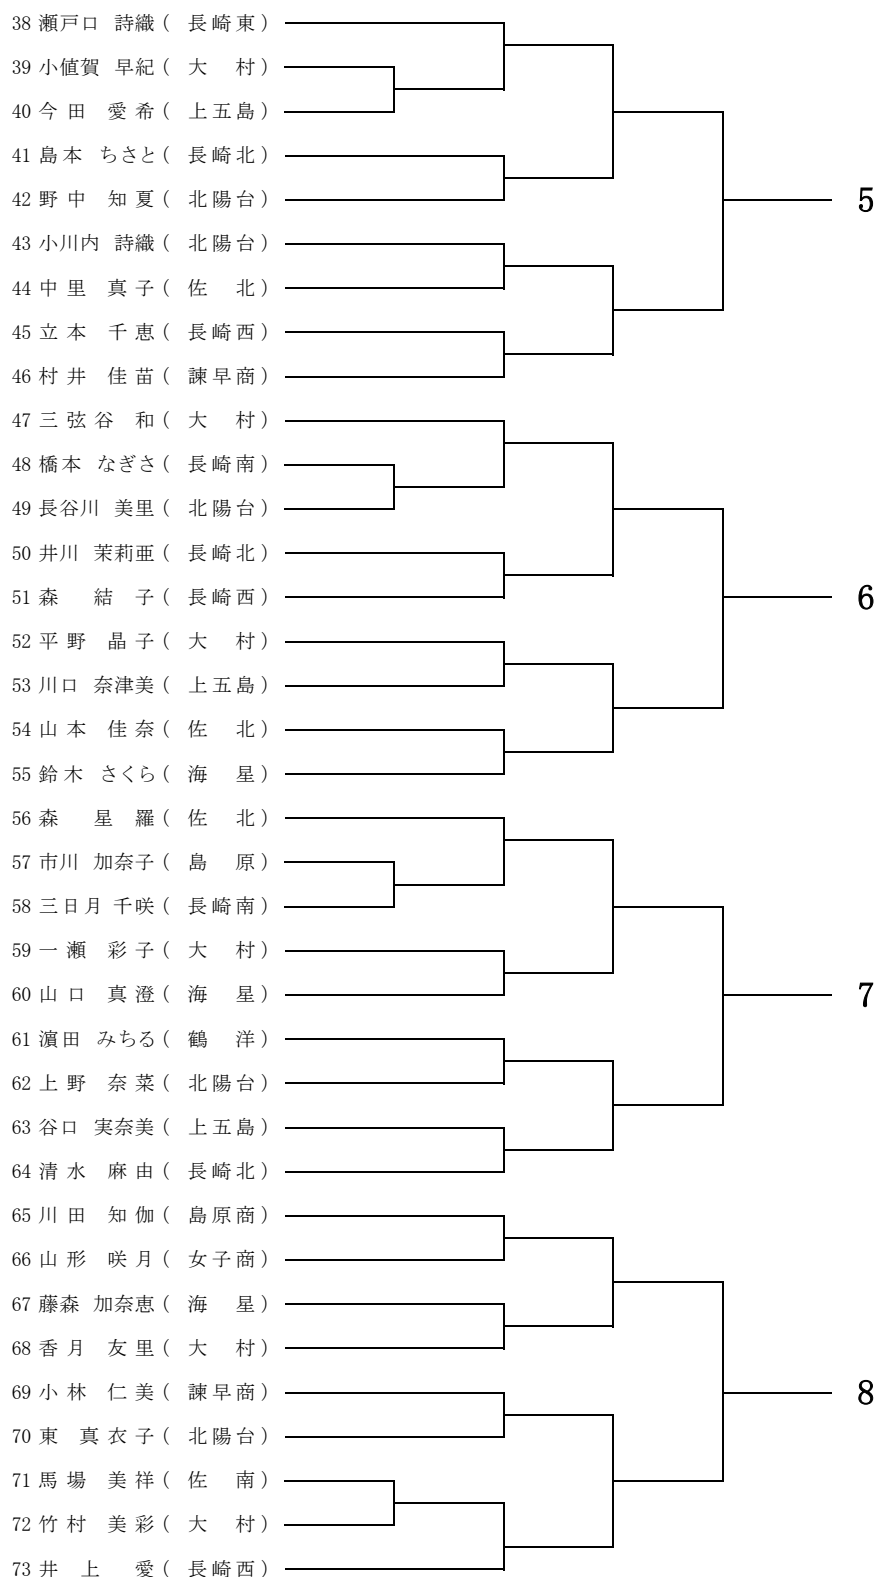 38 瀬戸口 詩織 ( 長崎東 )
39 小値賀 早紀 ( 大 村 )
40 今田 愛希 ( 上五島 )
41 島本 ちさと ( 長崎北 )
42 野中 知夏 ( 北陽台 )
5
43 小川内 詩織 ( 北陽台 )
44 中里 真子 ( 佐 北 )
45 立本 千恵 ( 長崎西 )
46 村井 佳苗 ( 諫早商 )
47 三弦谷 和 ( 大 村 )
48 橋本 なぎさ ( 長崎南 )
49 長谷川 美里 ( 北陽台 )
50 井川 茉莉亜 ( 長崎北 )
51 森 結子 ( 長崎西 )
6
52 平野 晶子 ( 大 村 )
53 川口 奈津美 ( 上五島 )
54 山本 佳奈 ( 佐 北 )
55 鈴木 さくら ( 海 星 )
56 森 星羅 ( 佐 北 )
57 市川 加奈子 ( 島 原 )
58 三日月 千咲 ( 長崎南 )
59 一瀬 彩子 ( 大 村 )
60 山口 真澄 ( 海 星 )
7
61 濵田 みちる ( 鶴 洋 )
62 上野 奈菜 ( 北陽台 )
63 谷口 実奈美 ( 上五島 )
64 清水 麻由 ( 長崎北 )
65 川田 知伽 ( 島原商 )
66 山形 咲月 ( 女子商 )
67 藤森 加奈恵 ( 海 星 )
68 香月 友里 ( 大 村 )
69 小林 仁美 ( 諫早商 )
8
70 東 真衣子 ( 北陽台 )
71 馬場 美祥 ( 佐 南 )
72 竹村 美彩 ( 大 村 )
73 井上 愛 ( 長崎西 )